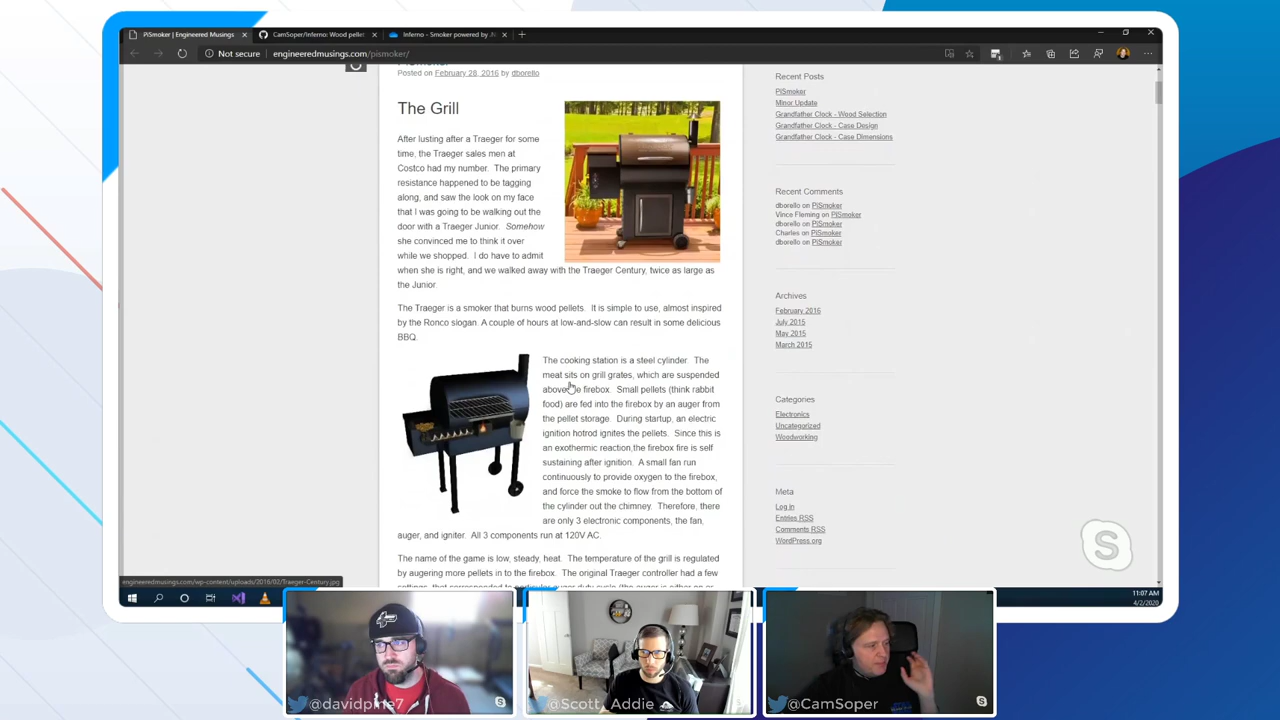 PiSmoker | Engineered Musings
CamSoper/Inferno: Wood pellet
Inferno - Smoker powered by .N
Not secure
engineeredmusings.com/pismoker/
Posted on February 28, 2016 by dborello
The Grill
After lusting after a Traeger for some
time, the Traeger sales men at
Costco had my number. The primary
resistance happened to be tagging
along, and saw the look on my face
that I was going to be walking out the
door with a Traeger Junior. Somehow
she convinced me to think it over
while we shopped. I do have to admit
when she is right, and we walked away with the Traeger Century, twice as large as
the Junior.
The Traeger is a smoker that burns wood pellets. It is simple to use, almost inspired
by the Ronco slogan. A couple of hours at low-and-slow can result in some delicious
BBQ.
The cooking station is a steel cylinder. The
meat sits on grill grates, which are suspended
above the firebox. Small pellets (think rabbit
food) are fed into the firebox by an auger from
the pellet storage. During startup, an electric
ignition hotrod ignites the pellets. Since this is
an exothermic reaction,the firebox fire is self
sustaining after ignition. A small fan run
continuously to provide oxygen to the firebox,
and force the smoke to flow from the bottom of
the cylinder out the chimney. Therefore, there
are only 3 electronic components, the fan,
auger, and igniter. All 3 components run at 120V AC.
The name of the game is low, steady, heat. The temperature of the grill is regulated
by augering more pellets in to the firebox. The original Traeger controller had a few
Recent Posts
PiSmoker
Minor Update
Grandfather Clock - Wood Selection
Grandfather Clock - Case Design
Grandfather Clock - Case Dimensions
Recent Comments
dborello on PiSmoker
Vince Fleming on PiSmoker
dborello on PiSmoker
Charles on PiSmoker
dborello on PiSmoker
Archives
February 2016
July 2015
May 2015
March 2015
Categories
Electronics
Uncategorized
Woodworking
Meta
Log in
Entries RSS
Comments RSS
WordPress.org
S
engineeredmusings.com/wp-content/uploads/2016/02/Traeger-Century.jpg
11:07 AM
4/2/2020
@davidpine7
@Scott_Addie
@CamSoper